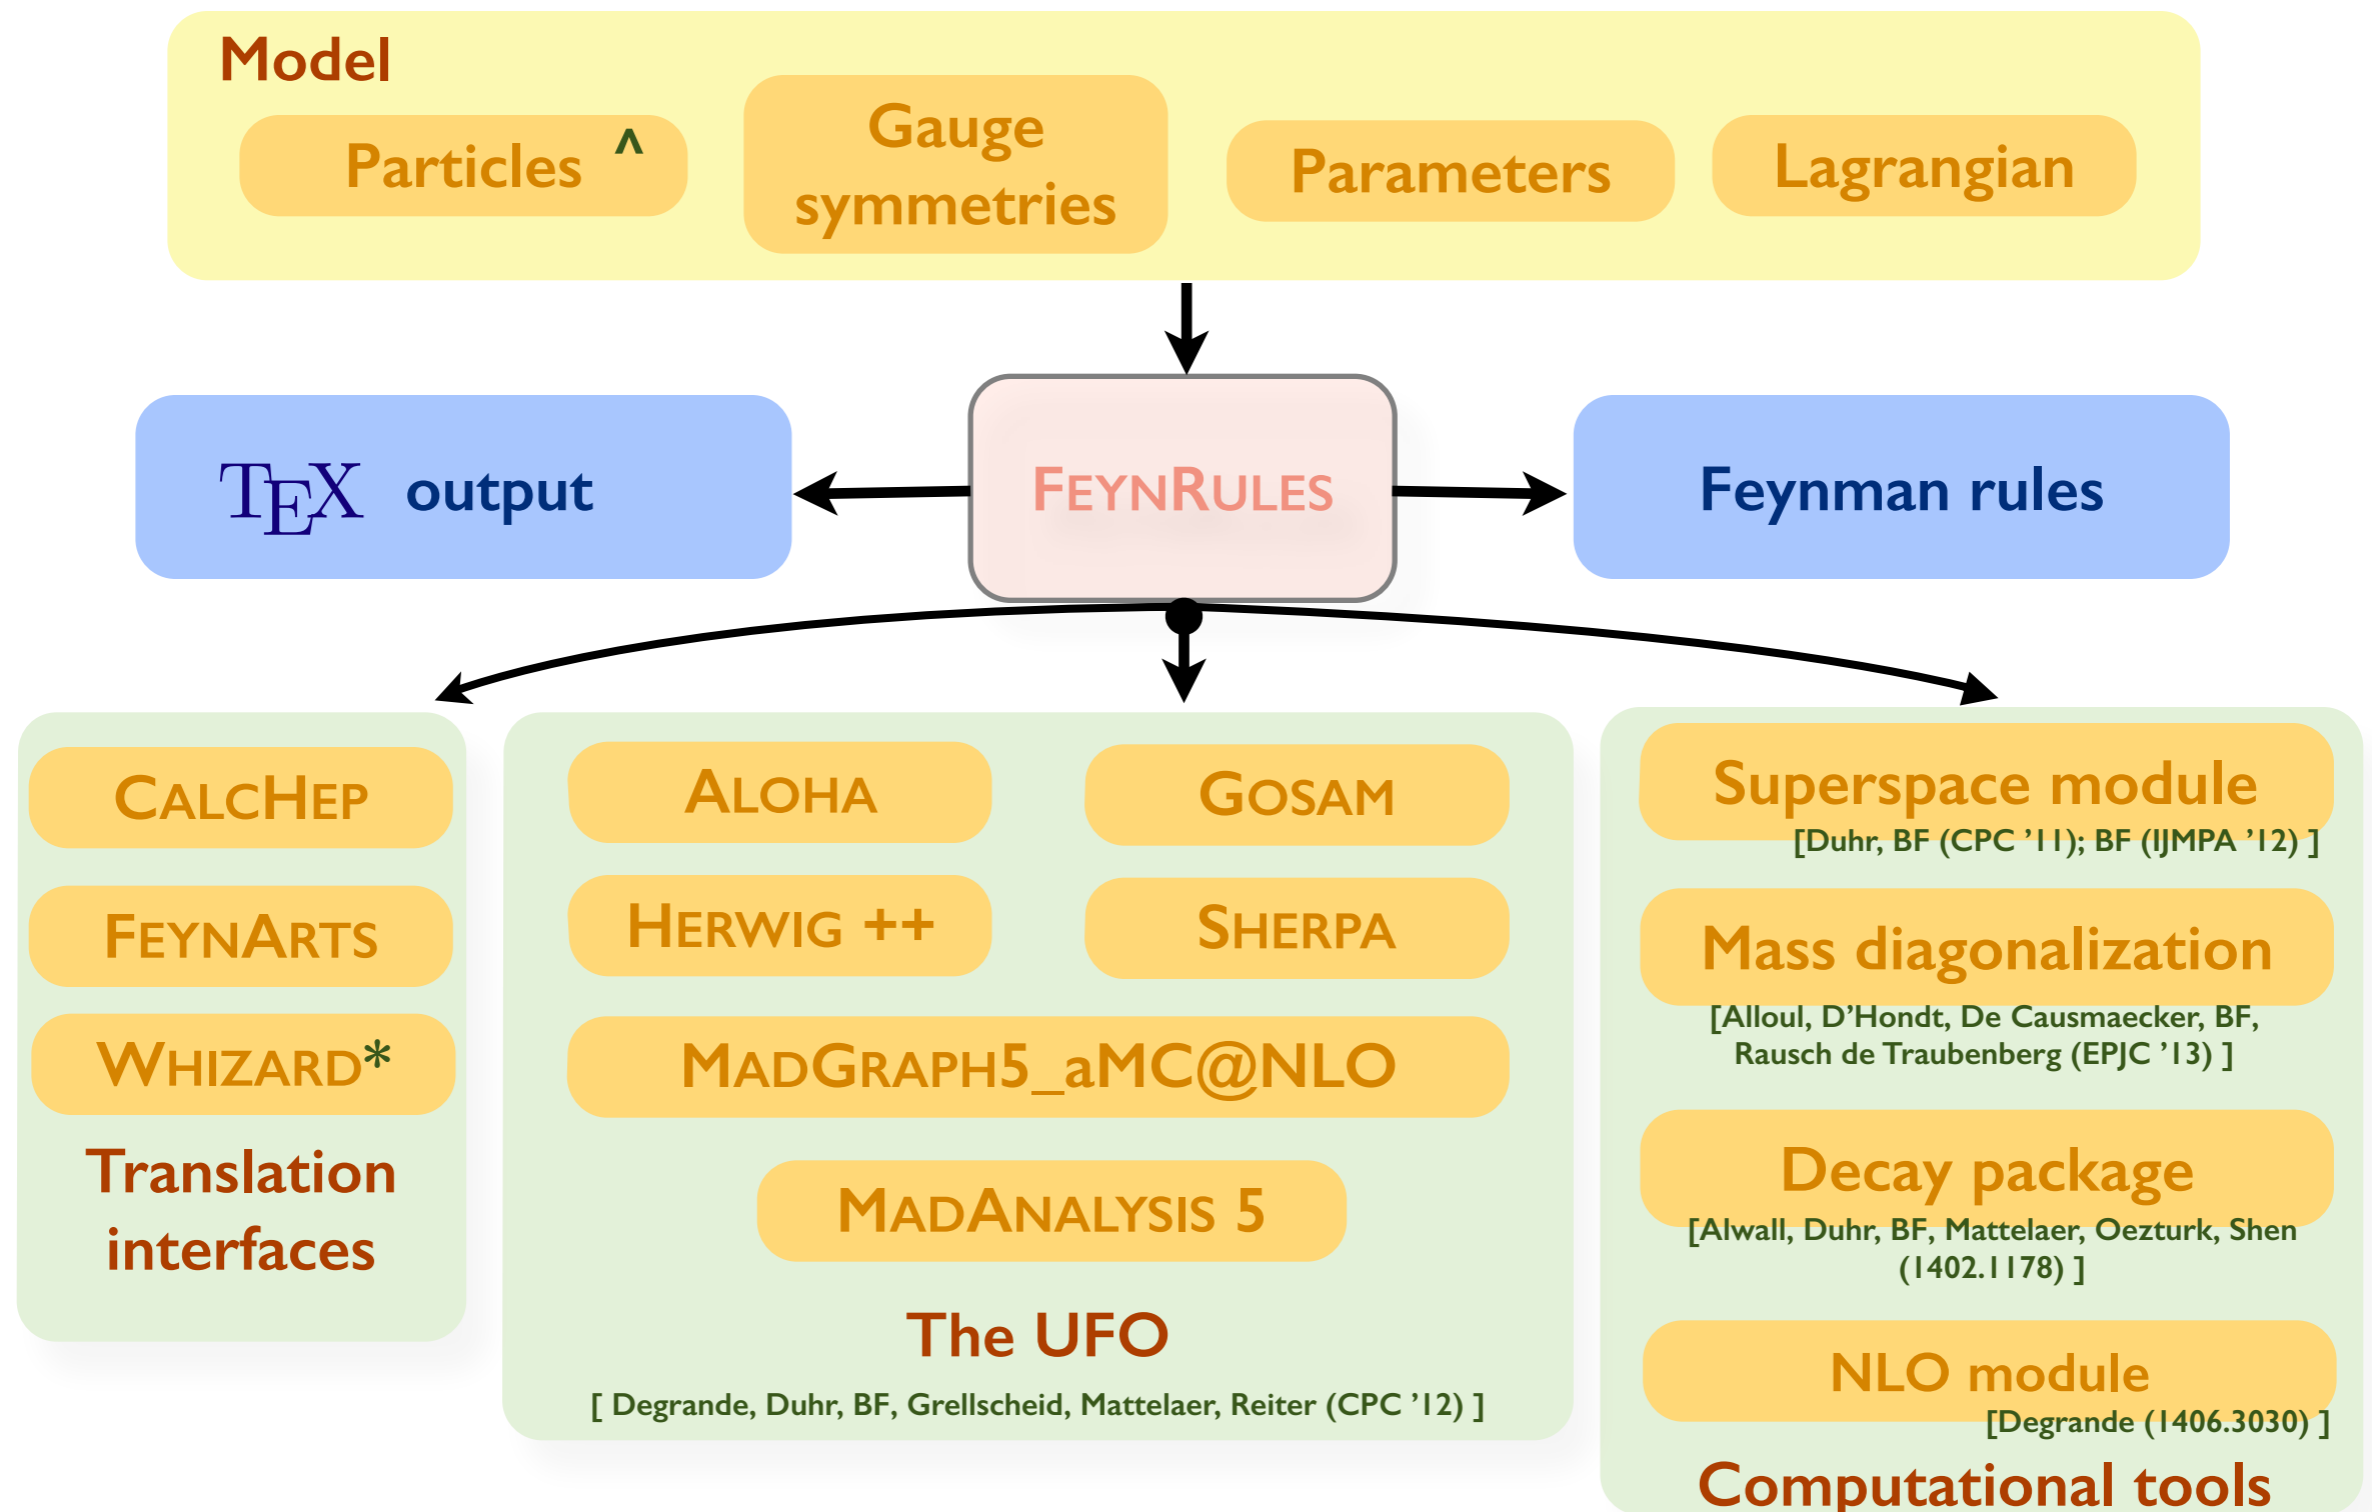 Model
Particles ^
Gauge
symmetries
Parameters
Lagrangian
TEX output
FEYNRULES
Feynman rules
CALCHEP
FEYNARTS
WHIZARD*
Translation
interfaces
ALOHA
GOSAM
HERWIG ++
SHERPA
MADGRAPH5_aMC@NLO
MADANALYSIS 5
The UFO
[ Degrande, Duhr, BF, Grellscheid, Mattelaer, Reiter (CPC ’12) ]
Superspace module
[Duhr, BF (CPC ’11); BF (IJMPA ’12) ]
Mass diagonalization
[Alloul, D’Hondt, De Causmaecker, BF,
Rausch de Traubenberg (EPJC ’13) ]
Decay package
[Alwall, Duhr, BF, Mattelaer, Oezturk, Shen
(1402.1178) ]
NLO module
[Degrande (1406.3030) ]
Computational tools